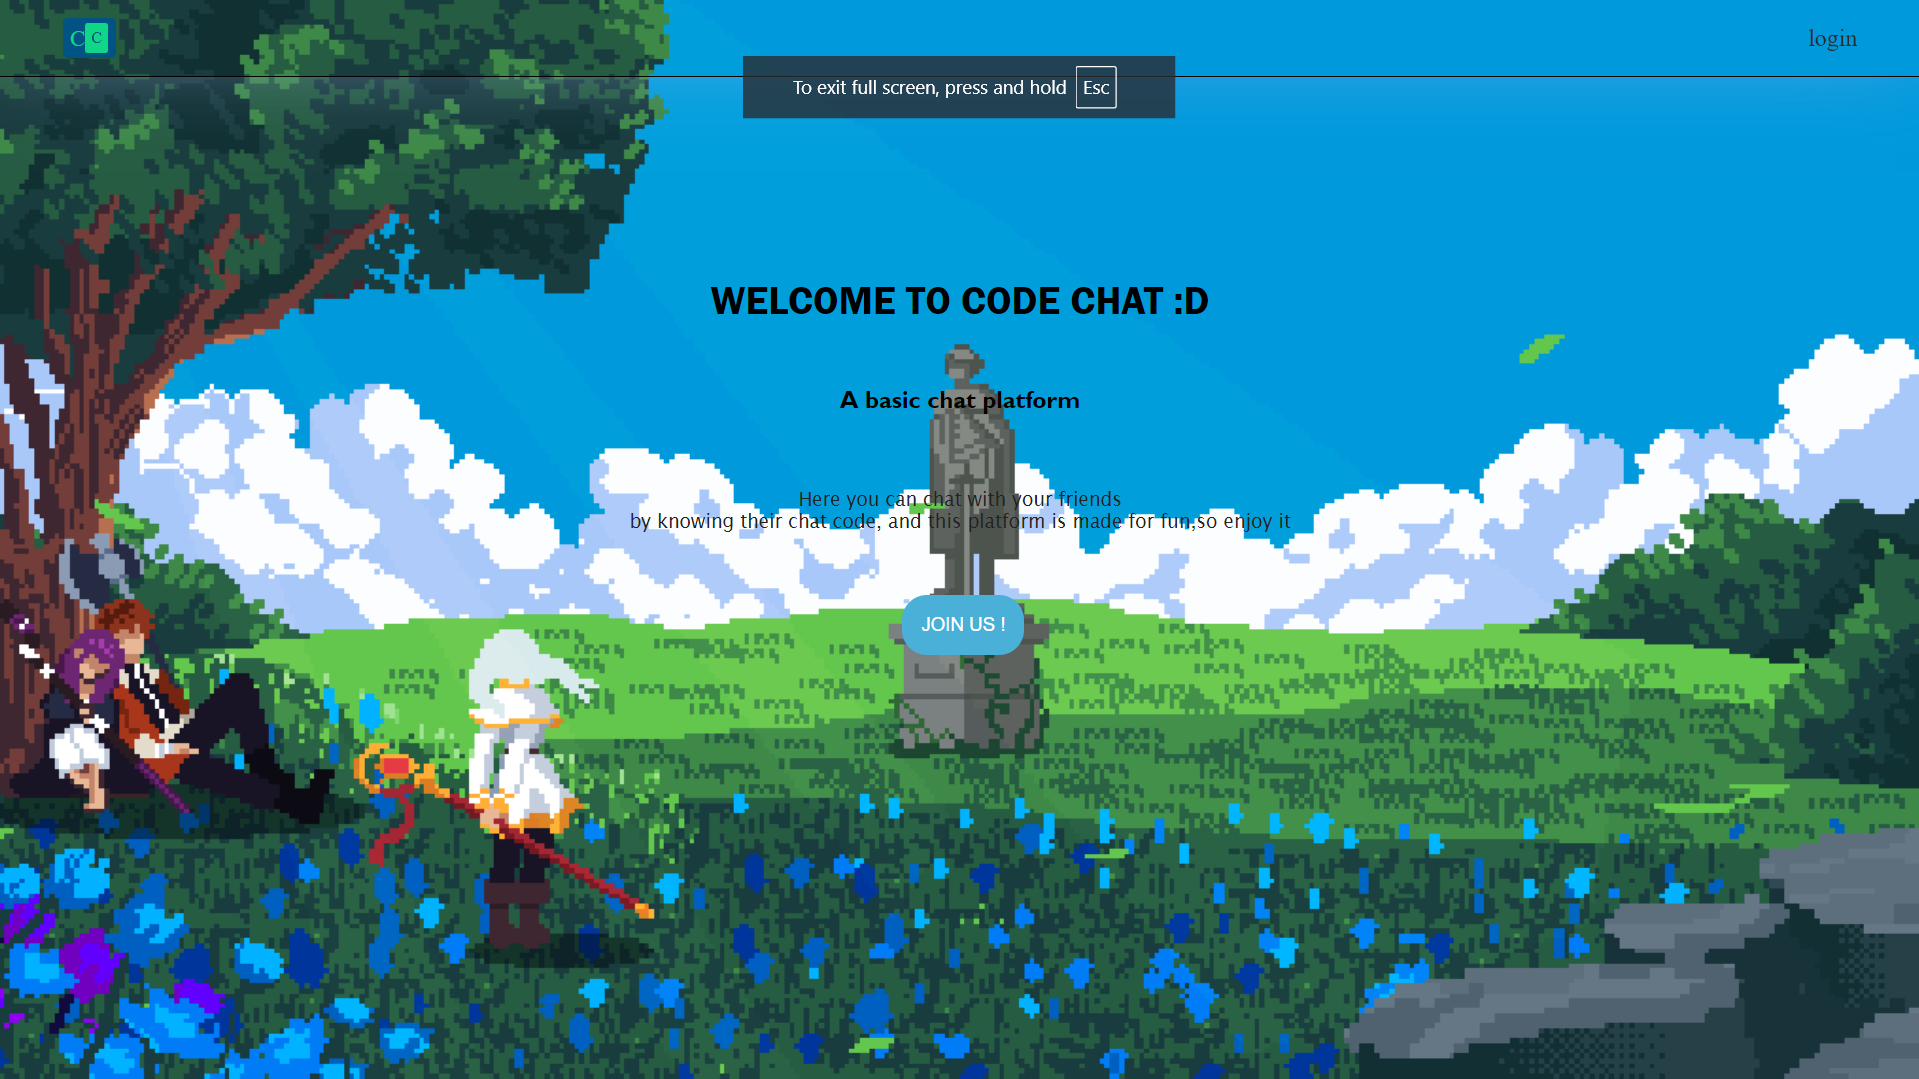 CC
login
To exit full screen, press and hold Esc
WELCOME TO CODE CHAT :D
A basic chat platform
Here you can chat with your friends
by knowing their chat code, and this platform is made for fun,so enjoy it
JOIN US !